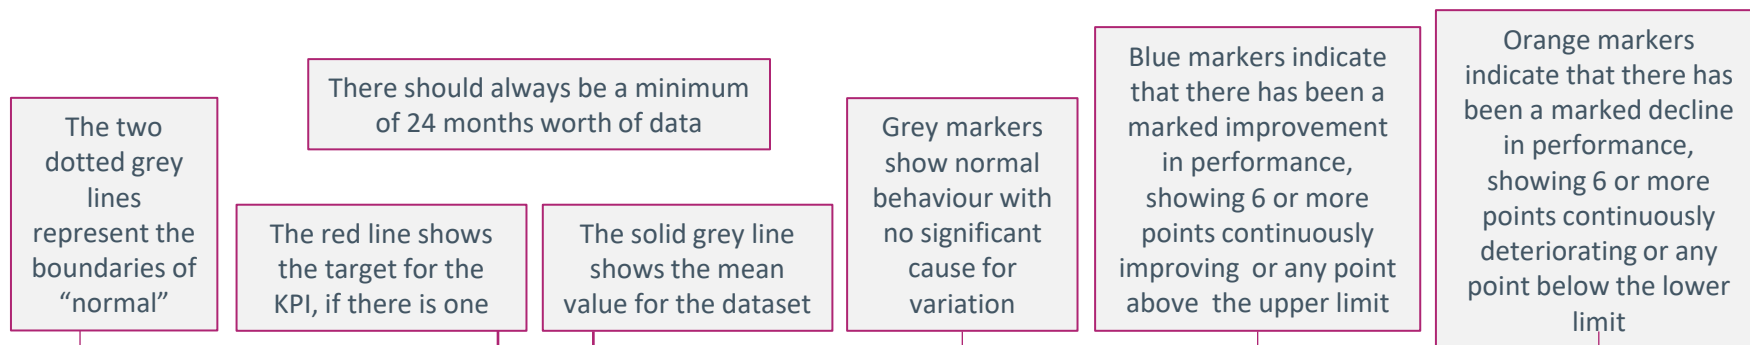 The two
dotted grey
lines
represent the
boundaries of
“normal”
There should always be a minimum
of 24 months worth of data
The red line shows
the target for the
KPI, if there is one
The solid grey line
shows the mean
value for the dataset
Grey markers
show normal
behaviour with
no significant
cause for
variation
Blue markers indicate
that there has been a
marked improvement
in performance,
showing 6 or more
points continuously
improving or any point
above the upper limit
Orange markers
indicate that there has
been a marked decline
in performance,
showing 6 or more
points continuously
deteriorating or any
point below the lower
limit